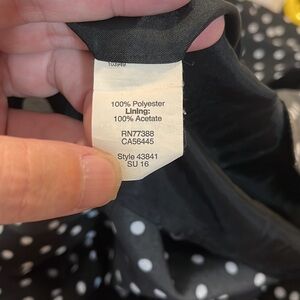 100% Polyester
Lining:
100% Acetate
RN77388
CA56445
Style 43841
SU 16